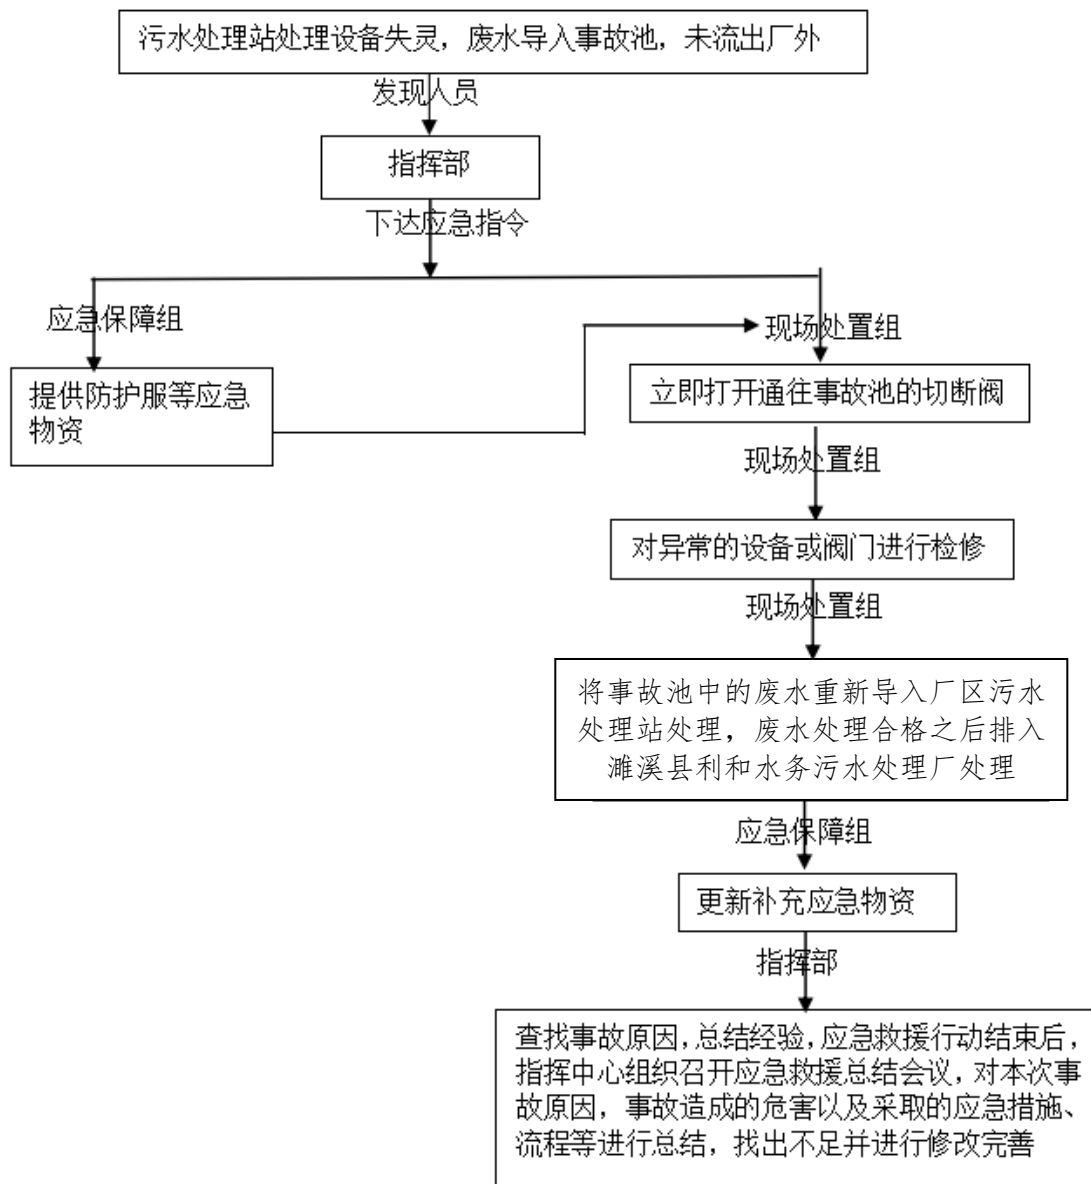 污水处理站处理设备失灵，废水导入事故池，未流出厂外
发现人员
指挥部
下达应急指令
应急保障组
现场处置组
提供防护服等应急
物资
立即打开通往事故池的切断阀
现场处置组
对异常的设备或阀门进行检修
现场处置组
将事故池中的废水重新导入厂区污水
处理站处理，废水处理合格之后排入
濉溪县利和水务污水处理厂处理
应急保障组
更新补充应急物资
指挥部
查找事故原因，总结经验，应急救援行动结束后，
指挥中心组织召开应急救援总结会议，对本次事
故原因，事故造成的危害以及采取的应急措施、
流程等进行总结，找出不足并进行修改完善